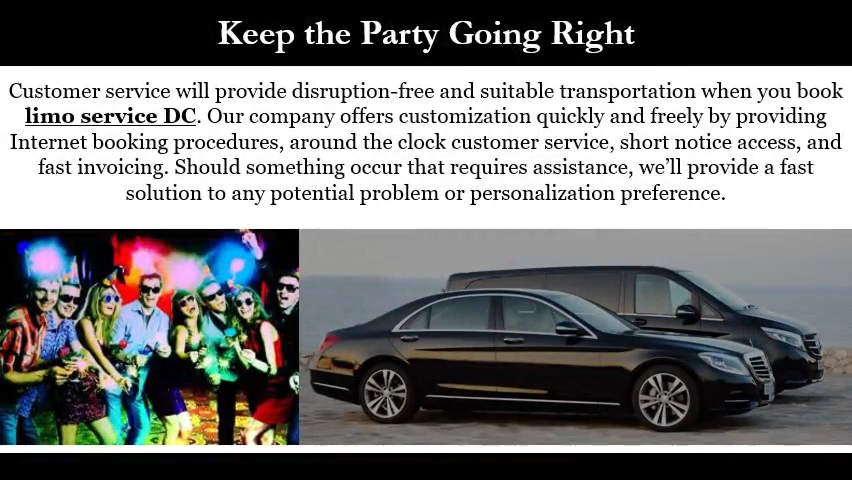 Keep the Party Going Right
Customer service will provide disruption-free and suitable transportation when you book
limo service DC. Our company offers customization quickly and freely by providing
Internet booking procedures, around the clock customer service, short notice access, and
fast invoicing. Should something occur that requires assistance, we’ll provide a fast
solution to any potential problem or personalization preference.